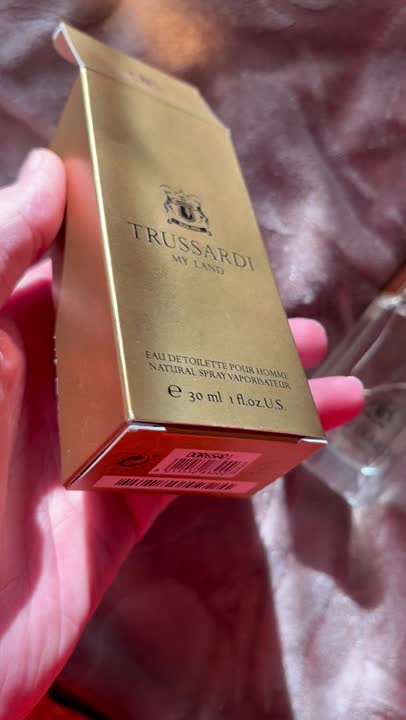 TRUSSARDI
MY LAND
EAU DE TOILETTE POUR HOMME
NATURAL SPRAY VAPORISATEUR
e 30 ml 1 fl.oz.U.S.